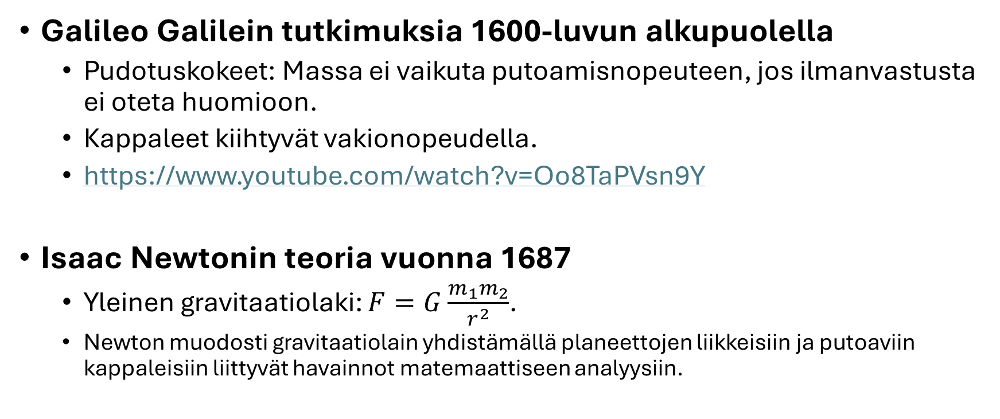 • Galileo Galilein tutkimuksia 1600-luvun alkupuolella
• Pudotuskokeet: Massa ei vaikuta putoamisnopeuteen, jos ilmanvastusta
ei oteta huomioon.
• Kappaleet kiihtyvät vakionopeudella.
• https://www.youtube.com/watch?v=Oo8TaPVsn9Y
• Isaac Newtonin teoria vuonna 1687
• Yleinen gravitaatiolaki: $F = G\frac{m_1 m_2}{r^2}$.
• Newton muodosti gravitaatiolain yhdistämällä planeettojen liikkeisiin ja putoaviin
kappaleisiin liittyvät havainnot matemaattiseen analyysiin.